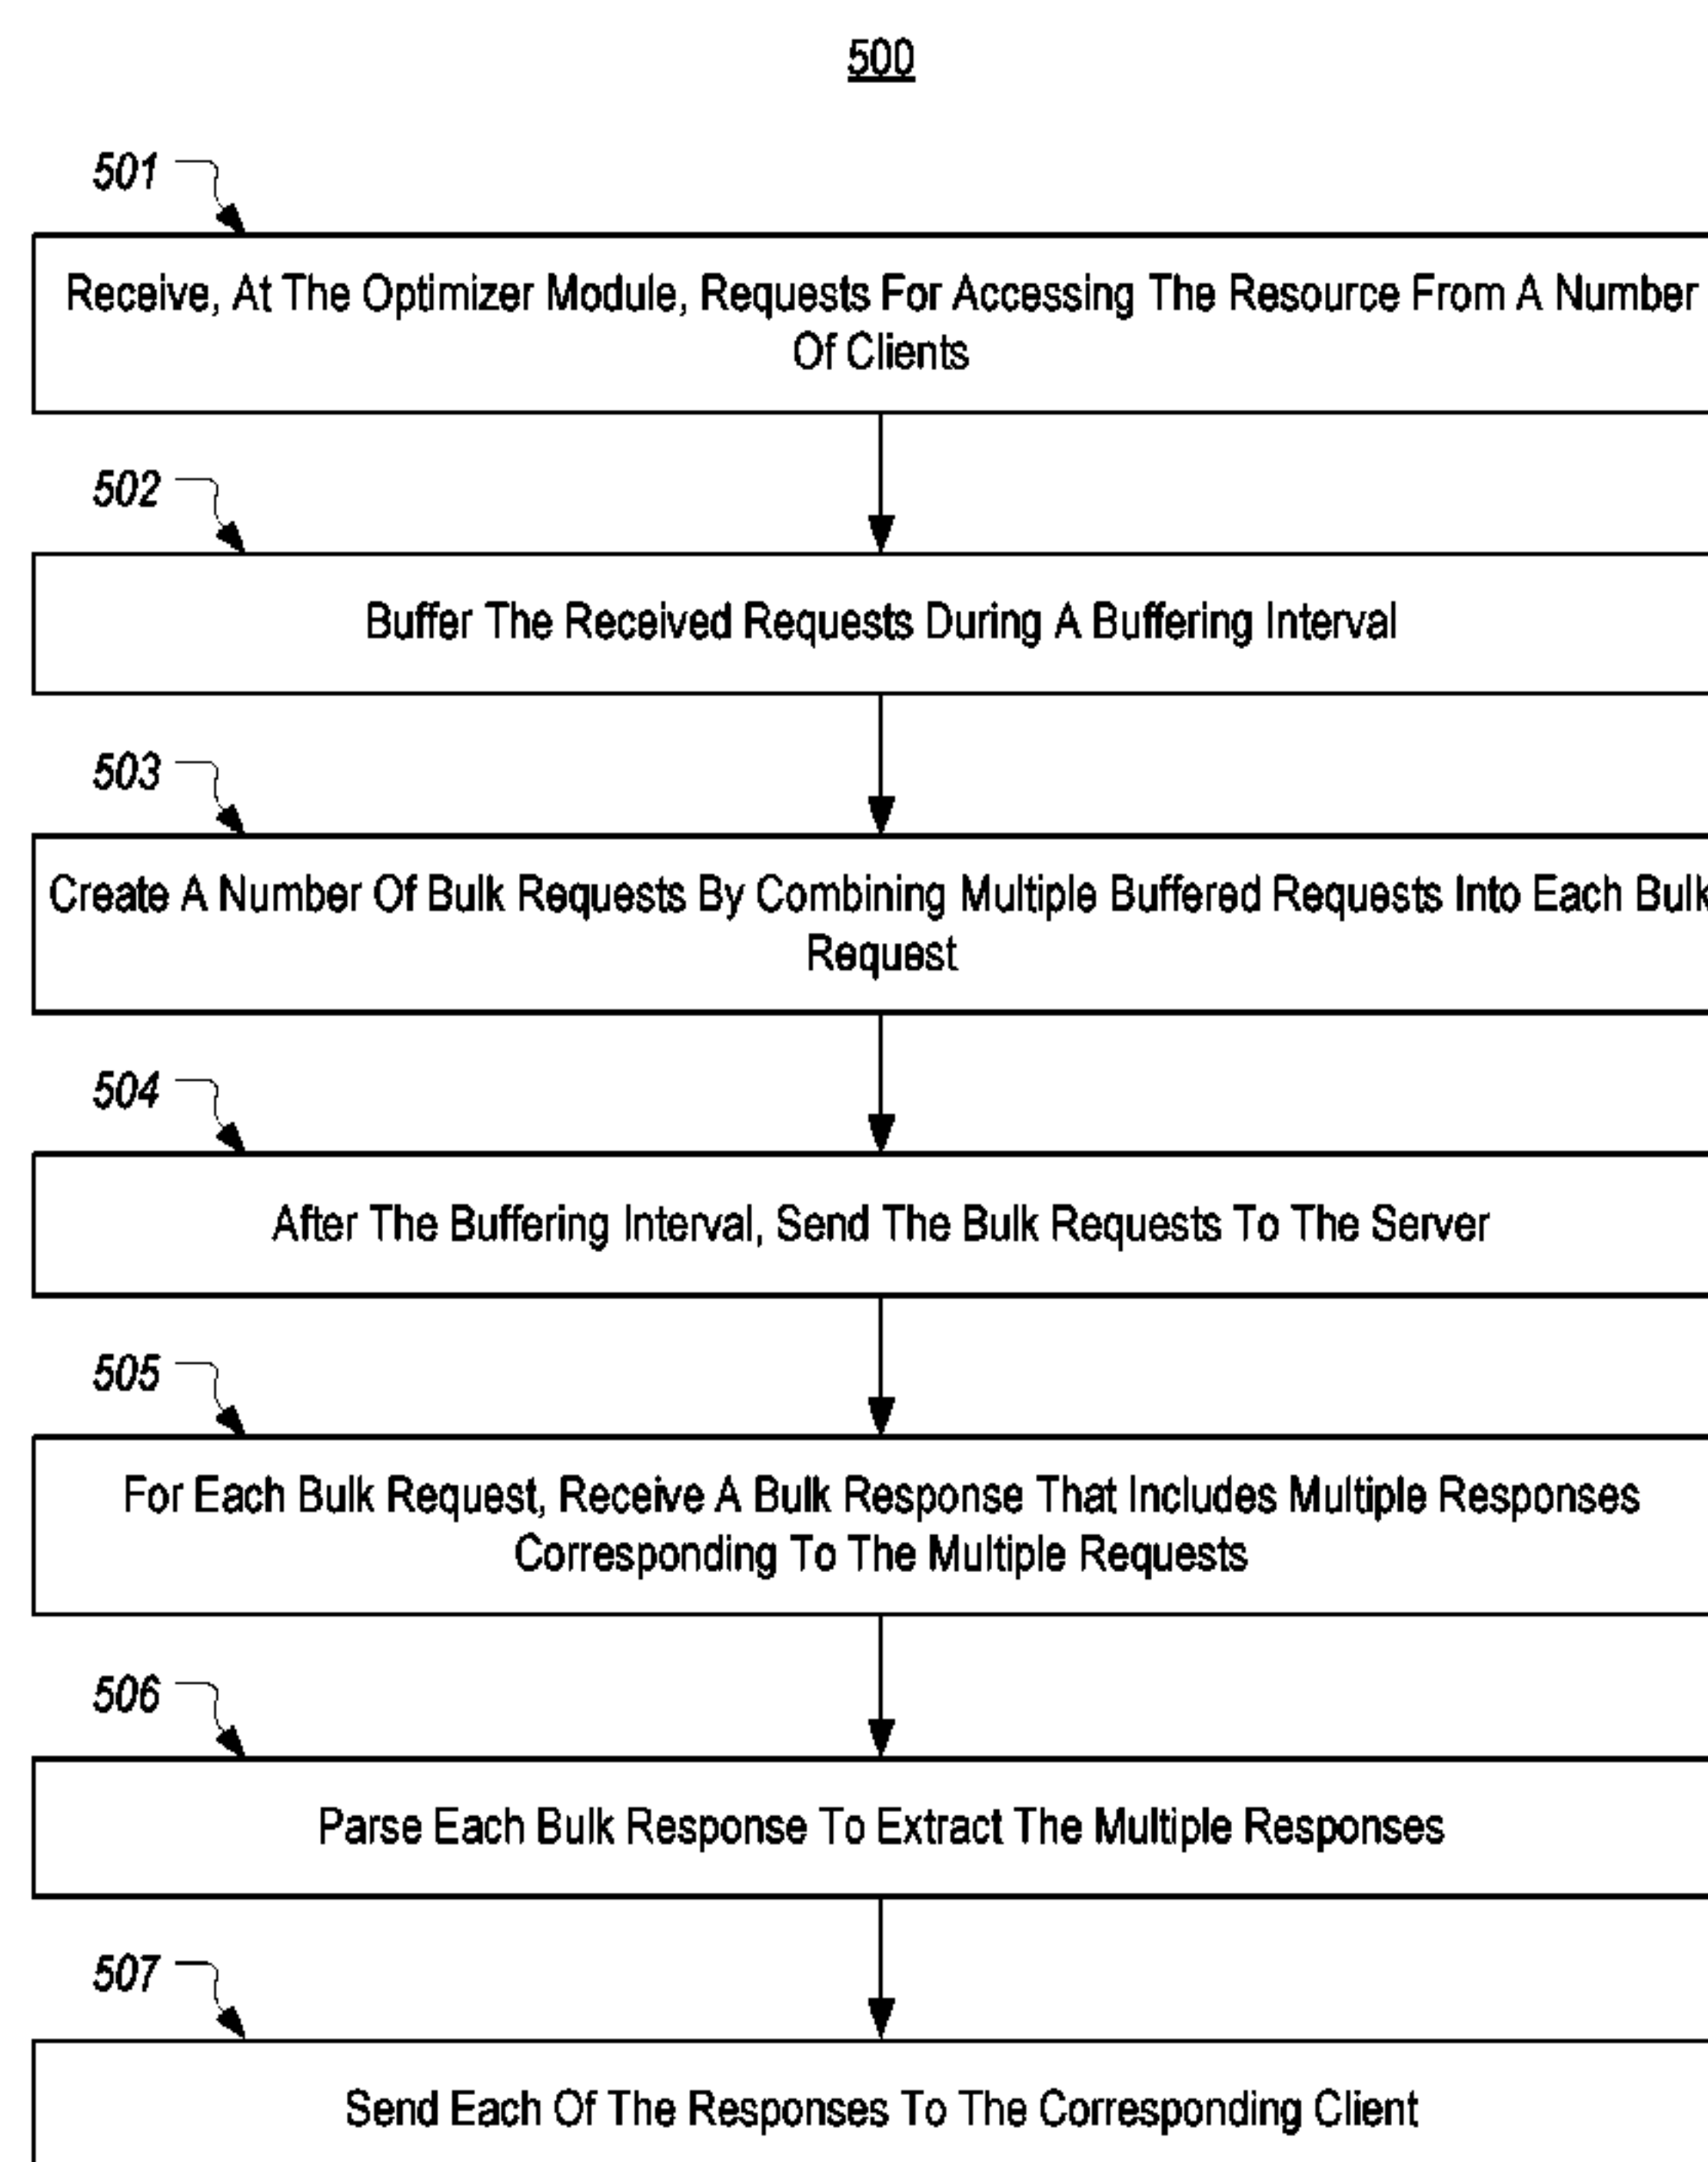 500
501
Receive, At The Optimizer Module, Requests For Accessing The Resource From A Number
Of Clients
502
Buffer The Received Requests During A Buffering Interval
503
Create A Number Of Bulk Requests By Combining Multiple Buffered Requests Into Each Bulk
Request
504
After The Buffering Interval, Send The Bulk Requests To The Server
505
For Each Bulk Request, Receive A Bulk Response That Includes Multiple Responses
Corresponding To The Multiple Requests
506
Parse Each Bulk Response To Extract The Multiple Responses
507
Send Each Of The Responses To The Corresponding Client